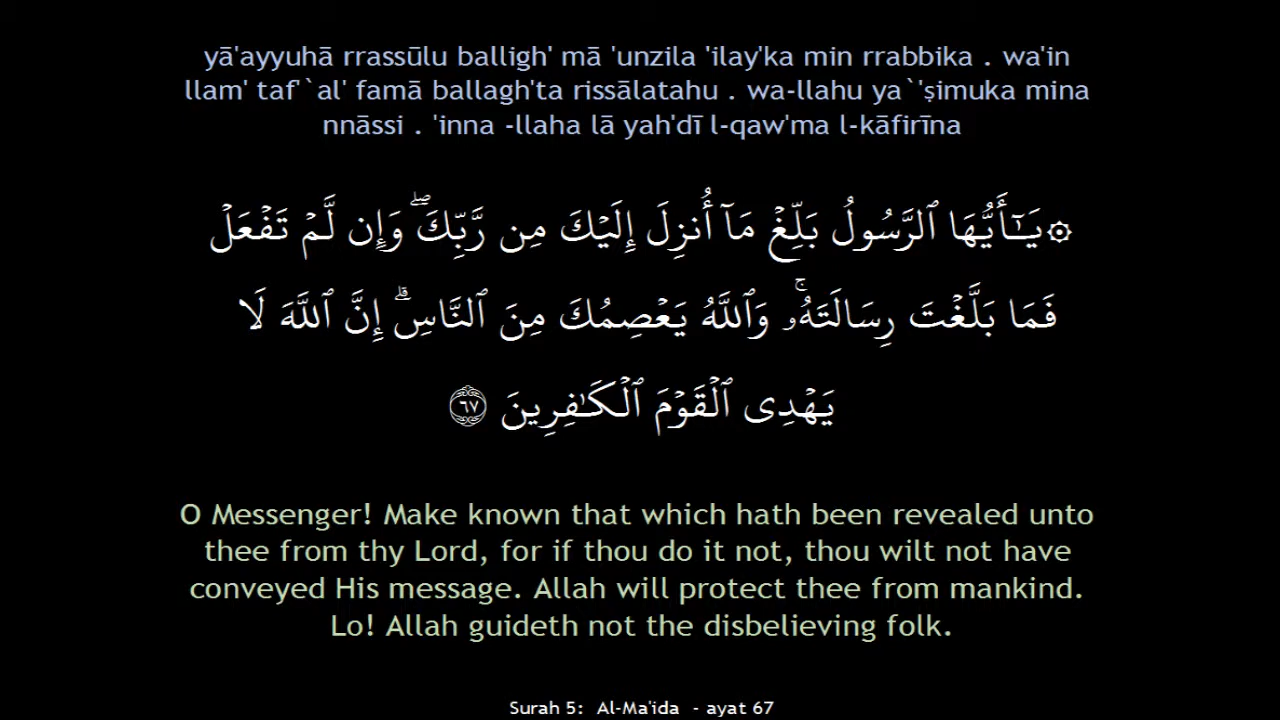 yā'ayyuhā rrassūlu balligh' mā 'unzila 'ilay'ka min rrabbika . wa'in
llam' taf'`al' famā ballagh'ta rissālatahu . wa-llahu ya`'ṣimuka mina
nnāssi . 'inna -llaha lā yah'dī l-qaw'ma l-kāfirīna
۞ يَـٰٓأَيُّهَا ٱلرَّسُولُ بَلِّغۡ مَآ أُنزِلَ إِلَيۡكَ مِن رَّبِّكَۖ وَإِن لَّمۡ تَفۡعَلۡ
فَمَا بَلَّغۡتَ رِسَالَتَهُۥۚ وَٱللَّهُ يَعۡصِمُكَ مِنَ ٱلنَّاسِۗ إِنَّ ٱللَّهَ لَا
يَهۡدِى ٱلۡقَوۡمَ ٱلۡكَـٰفِرِينَ ٦٧
O Messenger! Make known that which hath been revealed unto
thee from thy Lord, for if thou do it not, thou wilt not have
conveyed His message. Allah will protect thee from mankind.
Lo! Allah guideth not the disbelieving folk.
Surah 5: Al-Ma'ida - ayat 67